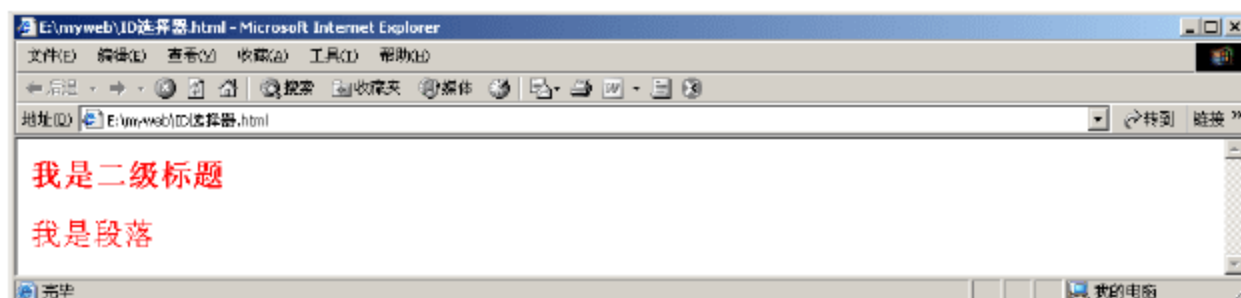 E:\myweb\ID选择器.html - Microsoft Internet Explorer
文件(F) 编辑(E) 查看(V) 收藏(A) 工具(T) 帮助(H)
后退 搜索 收藏夹 媒体
地址(D) E:\myweb\ID选择器.html 转到 链接 »
我是二级标题
我是段落
完毕 我的电脑